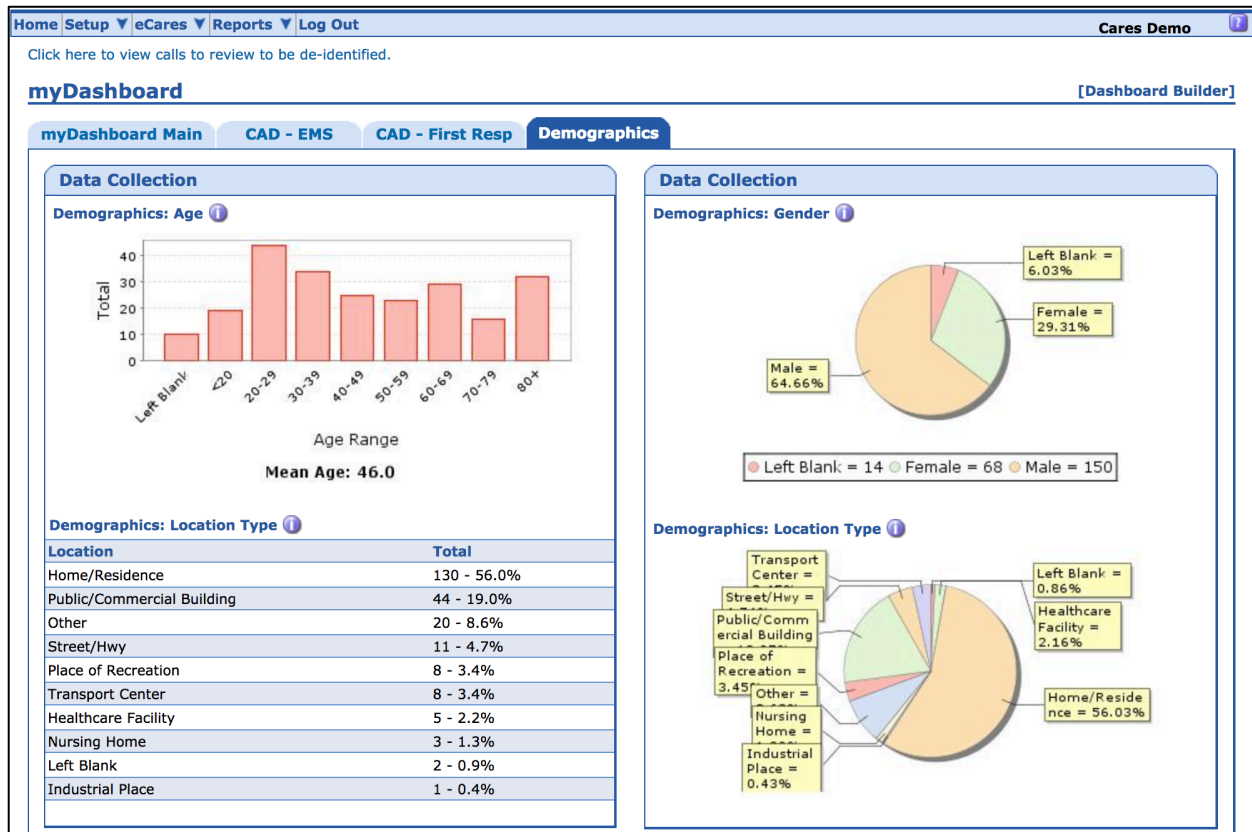 Home Setup eCares Reports Log Out
Cares Demo ?
Click here to view calls to review to be de-identified.
myDashboard
[Dashboard Builder]
myDashboard Main CAD - EMS CAD - First Resp Demographics
Data Collection
Demographics: Age i
Total
40
30
20
10
0
Left Blank <20 20-29 30-39 40-49 50-59 60-69 70-79 80+
Age Range
Mean Age: 46.0
Demographics: Location Type i
Location Total
Home/Residence 130 - 56.0%
Public/Commercial Building 44 - 19.0%
Other 20 - 8.6%
Street/Hwy 11 - 4.7%
Place of Recreation 8 - 3.4%
Transport Center 8 - 3.4%
Healthcare Facility 5 - 2.2%
Nursing Home 3 - 1.3%
Left Blank 2 - 0.9%
Industrial Place 1 - 0.4%
Data Collection
Demographics: Gender i
Left Blank =
6.03%
Female =
29.31%
Male =
64.66%
Left Blank = 14 Female = 68 Male = 150
Demographics: Location Type i
Transport
Center =
Street/Hwy =
Public/Comm
ercial Building
Place of
Recreation =
3.45%
Other =
Nursing
Home =
Industrial
Place =
0.43%
Left Blank =
0.86%
Healthcare
Facility =
2.16%
Home/Reside
nce = 56.03%